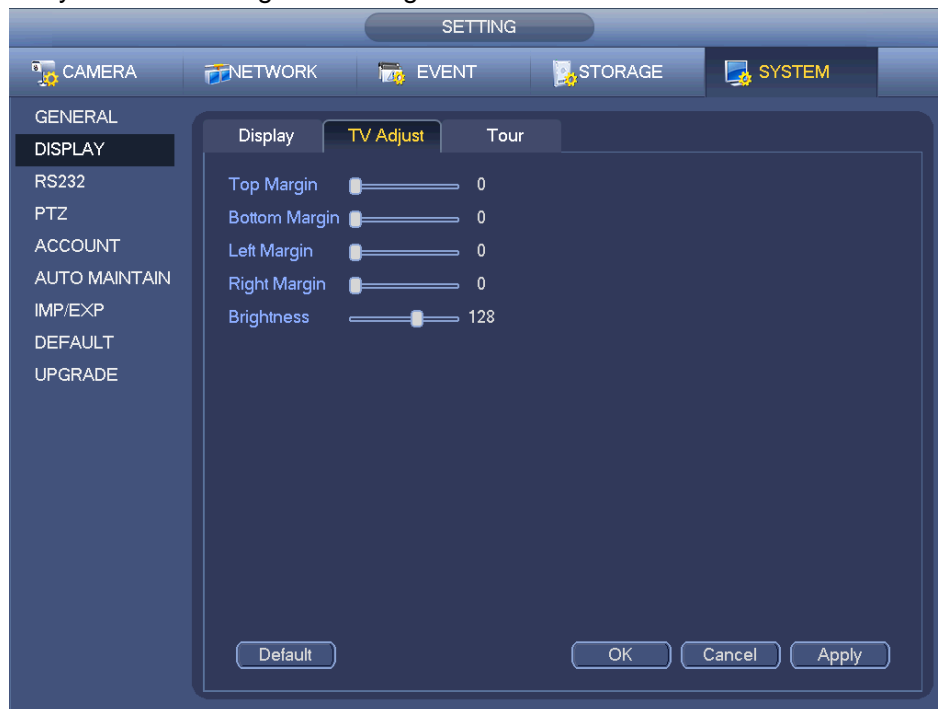 SETTING
CAMERA NETWORK EVENT STORAGE SYSTEM
GENERAL
DISPLAY
RS232
PTZ
ACCOUNT
AUTO MAINTAIN
IMP/EXP
DEFAULT
UPGRADE
Display TV Adjust Tour
Top Margin 0
Bottom Margin 0
Left Margin 0
Right Margin 0
Brightness 128
Default OK Cancel Apply